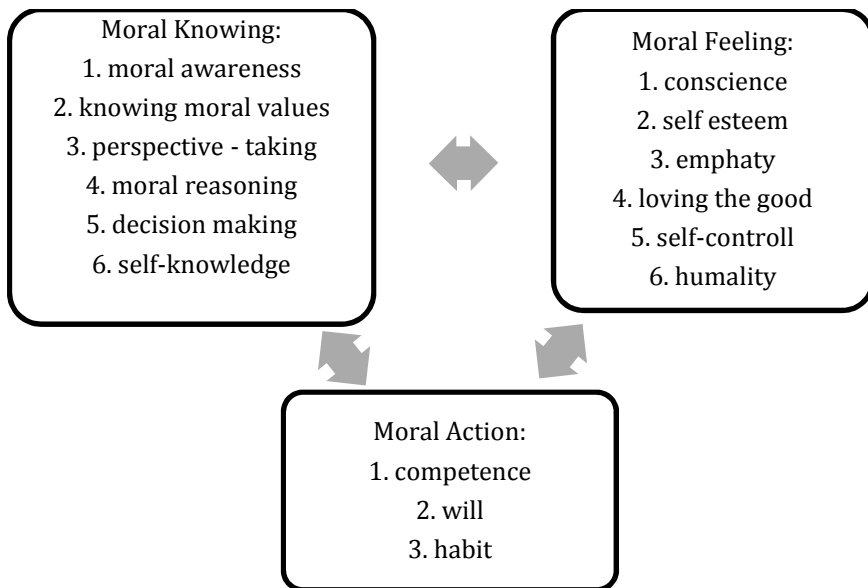 Moral Knowing:
1. moral awareness
2. knowing moral values
3. perspective - taking
4. moral reasoning
5. decision making
6. self-knowledge
Moral Feeling:
1. conscience
2. self esteem
3. emphaty
4. loving the good
5. self-controll
6. humality
Moral Action:
1. competence
2. will
3. habit